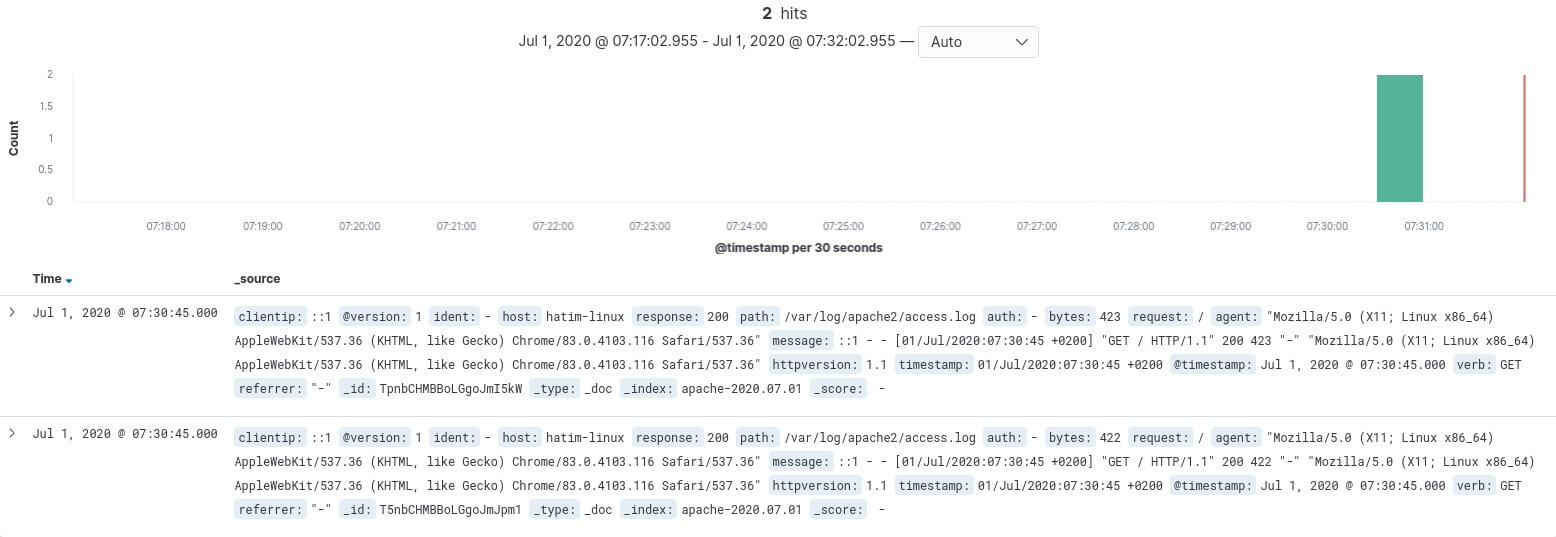 2 hits
Jul 1, 2020 @ 07:17:02.955 - Jul 1, 2020 @ 07:32:02.955 — Auto
2
1.5
1
0.5
0
Count
07:18:00 07:19:00 07:20:00 07:21:00 07:22:00 07:23:00 07:24:00 07:25:00 07:26:00 07:27:00 07:28:00 07:29:00 07:30:00 07:31:00
@timestamp per 30 seconds
Time _source
Jul 1, 2020 @ 07:30:45.000 clientip: ::1 @version: 1 ident: - host: hatim-linux response: 200 path: /var/log/apache2/access.log auth: - bytes: 423 request: / agent: "Mozilla/5.0 (X11; Linux x86_64)
AppleWebKit/537.36 (KHTML, like Gecko) Chrome/83.0.4103.116 Safari/537.36" message: ::1 - - [01/Jul/2020:07:30:45 +0200] "GET / HTTP/1.1" 200 423 "-" "Mozilla/5.0 (X11; Linux x86_64)
AppleWebKit/537.36 (KHTML, like Gecko) Chrome/83.0.4103.116 Safari/537.36" httpversion: 1.1 timestamp: 01/Jul/2020:07:30:45 +0200 @timestamp: Jul 1, 2020 @ 07:30:45.000 verb: GET
referrer: "-" _id: TpnbCHMBBoLGgoJmI5kW _type: _doc _index: apache-2020.07.01 _score: -
Jul 1, 2020 @ 07:30:45.000 clientip: ::1 @version: 1 ident: - host: hatim-linux response: 200 path: /var/log/apache2/access.log auth: - bytes: 422 request: / agent: "Mozilla/5.0 (X11; Linux x86_64)
AppleWebKit/537.36 (KHTML, like Gecko) Chrome/83.0.4103.116 Safari/537.36" message: ::1 - - [01/Jul/2020:07:30:45 +0200] "GET / HTTP/1.1" 200 422 "-" "Mozilla/5.0 (X11; Linux x86_64)
AppleWebKit/537.36 (KHTML, like Gecko) Chrome/83.0.4103.116 Safari/537.36" httpversion: 1.1 timestamp: 01/Jul/2020:07:30:45 +0200 @timestamp: Jul 1, 2020 @ 07:30:45.000 verb: GET
referrer: "-" _id: T5nbCHMBBoLGgoJmJpm1 _type: _doc _index: apache-2020.07.01 _score: -